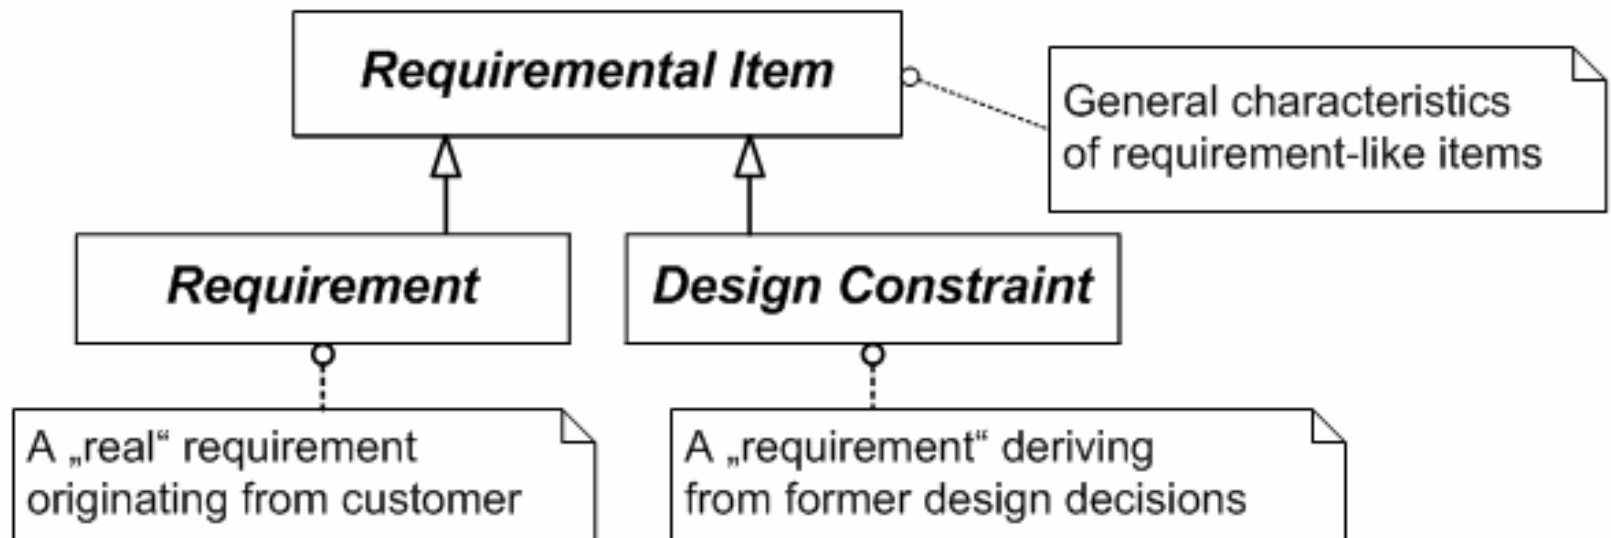 Requiremental Item
General characteristics
of requirement-like items
Requirement
Design Constraint
A „real“ requirement
originating from customer
A „requirement“ deriving
from former design decisions